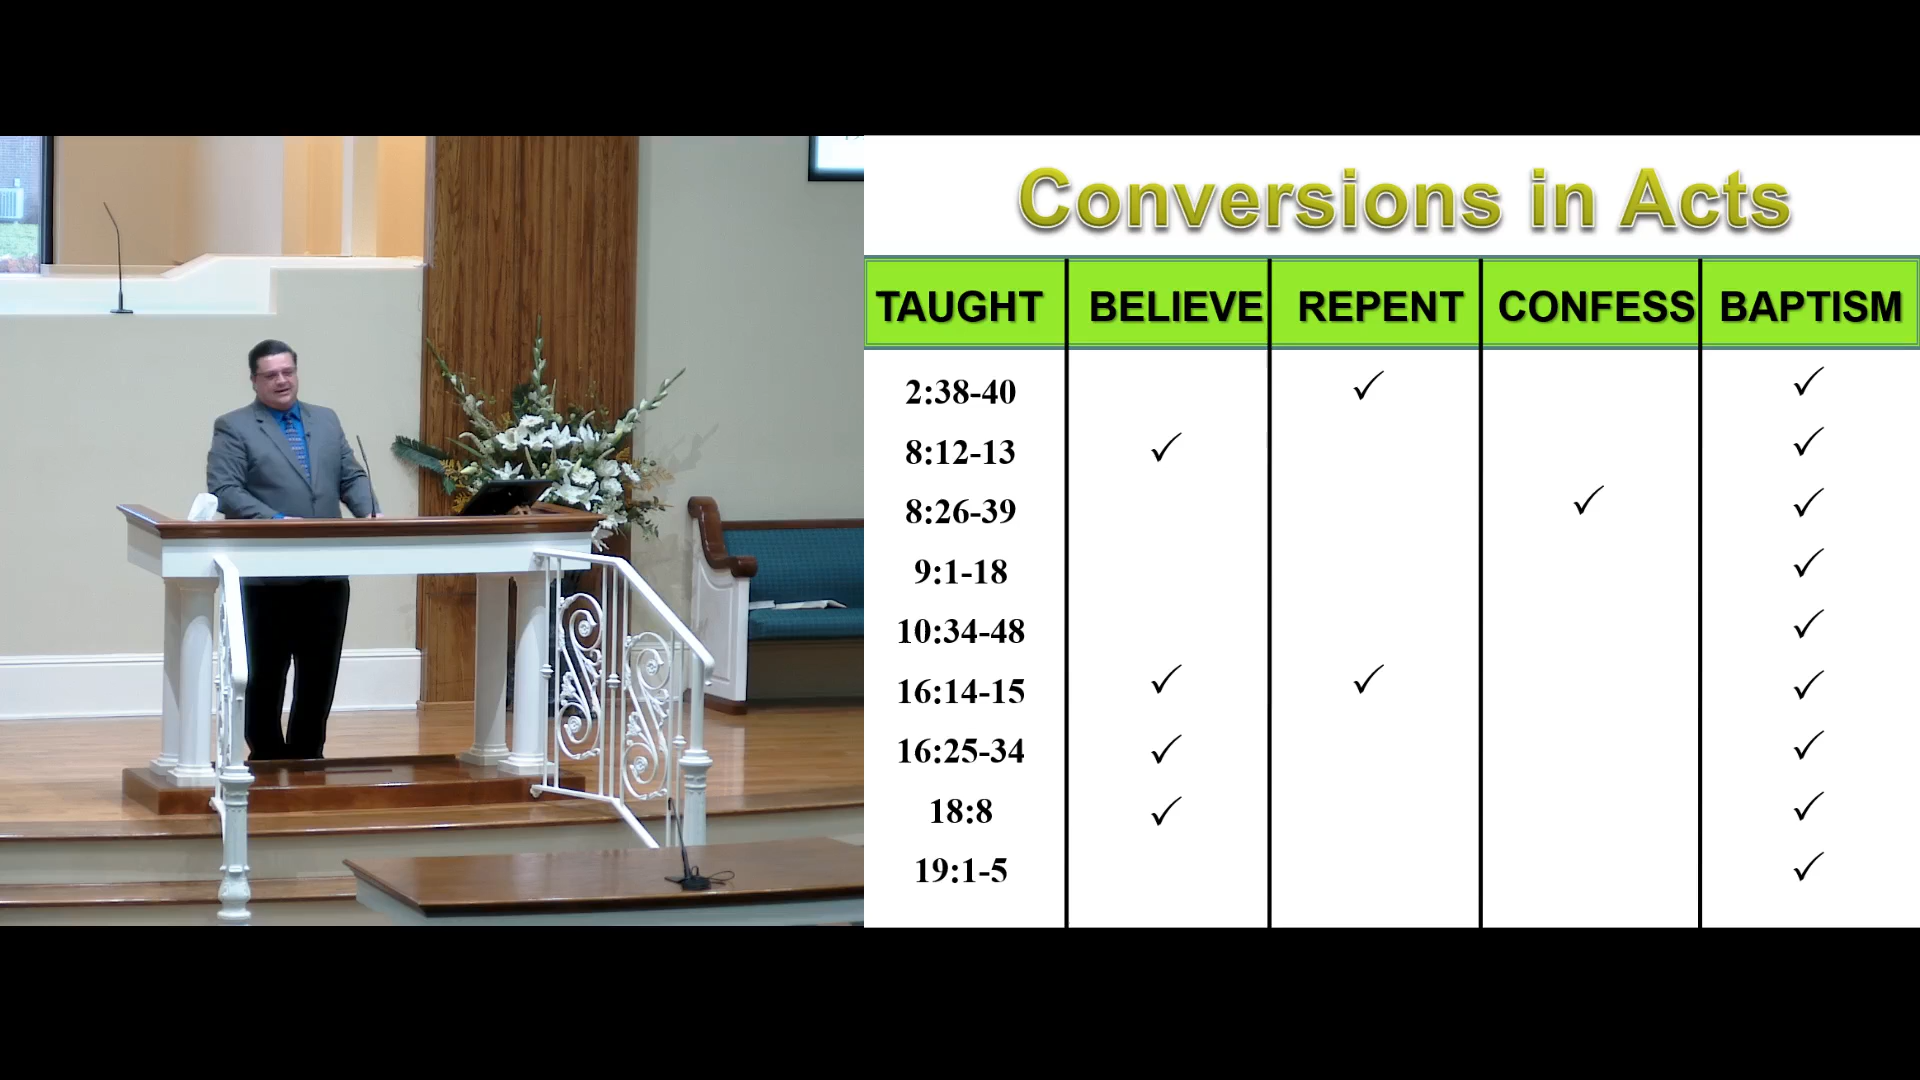 Conversions in Acts
TAUGHT BELIEVE REPENT CONFESS BAPTISM
2:38-40 ✓ ✓
8:12-13 ✓ ✓
8:26-39 ✓ ✓
9:1-18 ✓
10:34-48 ✓
16:14-15 ✓ ✓ ✓
16:25-34 ✓ ✓
18:8 ✓ ✓
19:1-5 ✓